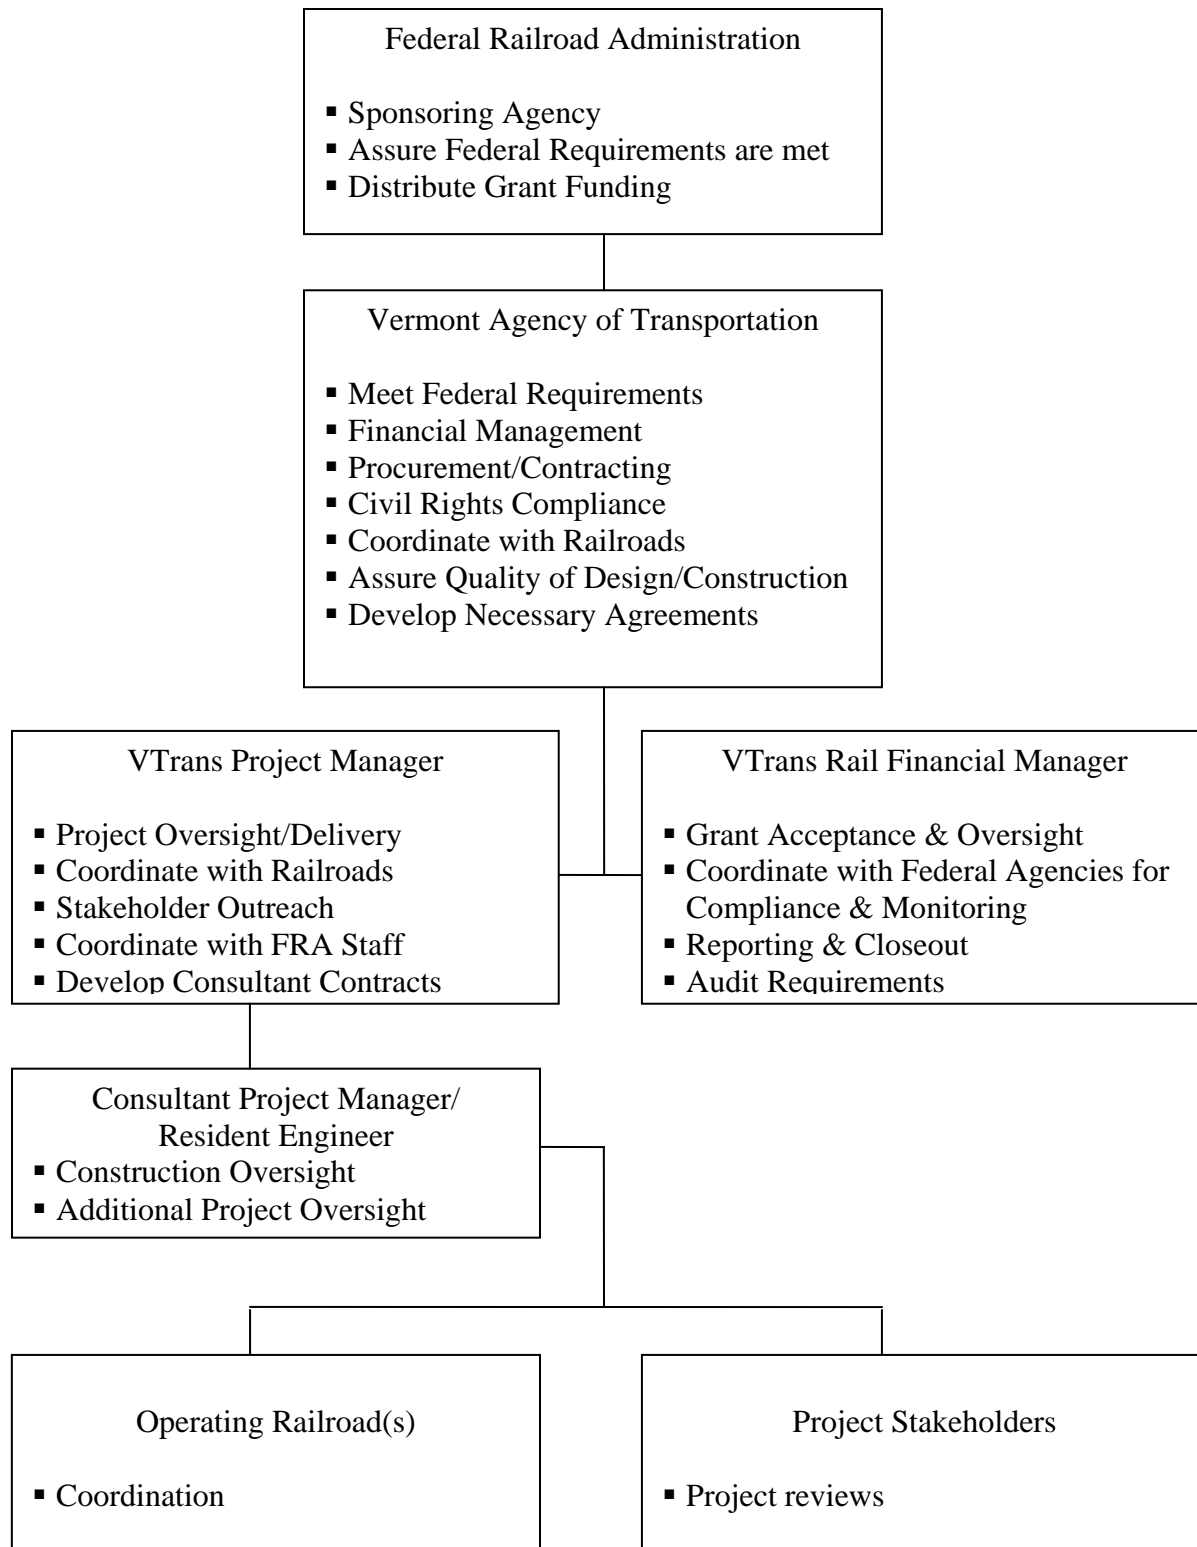 Federal Railroad Administration
▪ Sponsoring Agency
▪ Assure Federal Requirements are met
▪ Distribute Grant Funding
Vermont Agency of Transportation
▪ Meet Federal Requirements
▪ Financial Management
▪ Procurement/Contracting
▪ Civil Rights Compliance
▪ Coordinate with Railroads
▪ Assure Quality of Design/Construction
▪ Develop Necessary Agreements
VTrans Project Manager
▪ Project Oversight/Delivery
▪ Coordinate with Railroads
▪ Stakeholder Outreach
▪ Coordinate with FRA Staff
▪ Develop Consultant Contracts
VTrans Rail Financial Manager
▪ Grant Acceptance & Oversight
▪ Coordinate with Federal Agencies for
Compliance & Monitoring
▪ Reporting & Closeout
▪ Audit Requirements
Consultant Project Manager/
Resident Engineer
▪ Construction Oversight
▪ Additional Project Oversight
Operating Railroad(s)
▪ Coordination
Project Stakeholders
▪ Project reviews